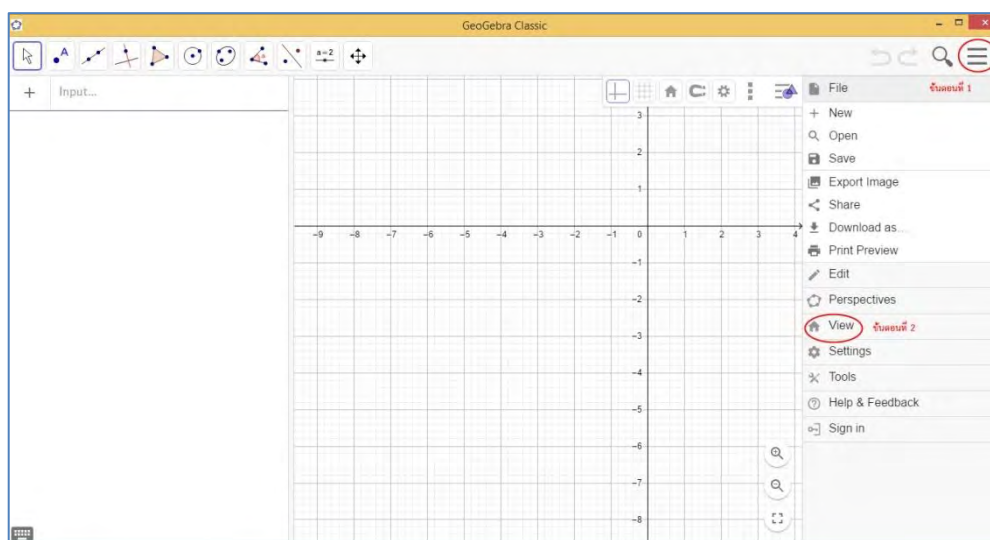 GeoGebra Classic
A
a=2
+ Input...
File ขั้นตอนที่ 1
+ New
Open
Save
Export Image
Share
Download as...
Print Preview
Edit
Perspectives
View ขั้นตอนที่ 2
Settings
Tools
Help & Feedback
Sign in
3
2
1
-9 -8 -7 -6 -5 -4 -3 -2 -1 0 1 2 3 4
-1
-2
-3
-4
-5
-6
-7
-8